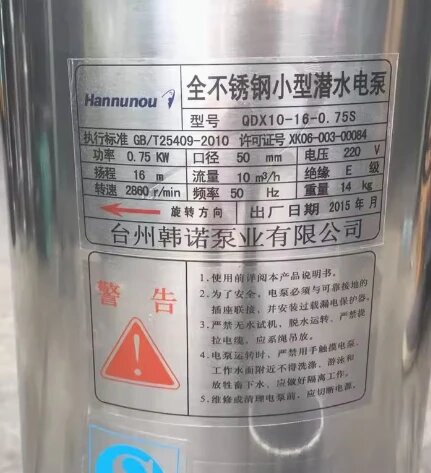 Hannunou
全不锈钢小型潜水电泵
型号 QDX10-16-0.75S
执行标准 GB/T25409-2010 许可证号 XK06-003-00084
功率 0.75 KW 口径 50 mm 电压 220 V
扬程 16 m 流量 10 m³/h 绝缘 E 级
转速 2860 r/min 频率 50 Hz 重量 14 kg
旋转方向 出厂日期 2015年 月
台州韩诺泵业有限公司
警告
1.使用前详阅本产品说明书。
2.为了安全，电泵必须与可靠接地的
插座联接，并安装过载漏电保护器。
3.严禁无水试机，脱水运转、严禁提
拉电缆，应系绳吊放。
4.电泵运转时、严禁用手触摸电泵、
工作水面附近不得洗涤、游泳和
放牲畜下水、应做好隔离工作。
5.维修或清理电泵前，应切断电源。